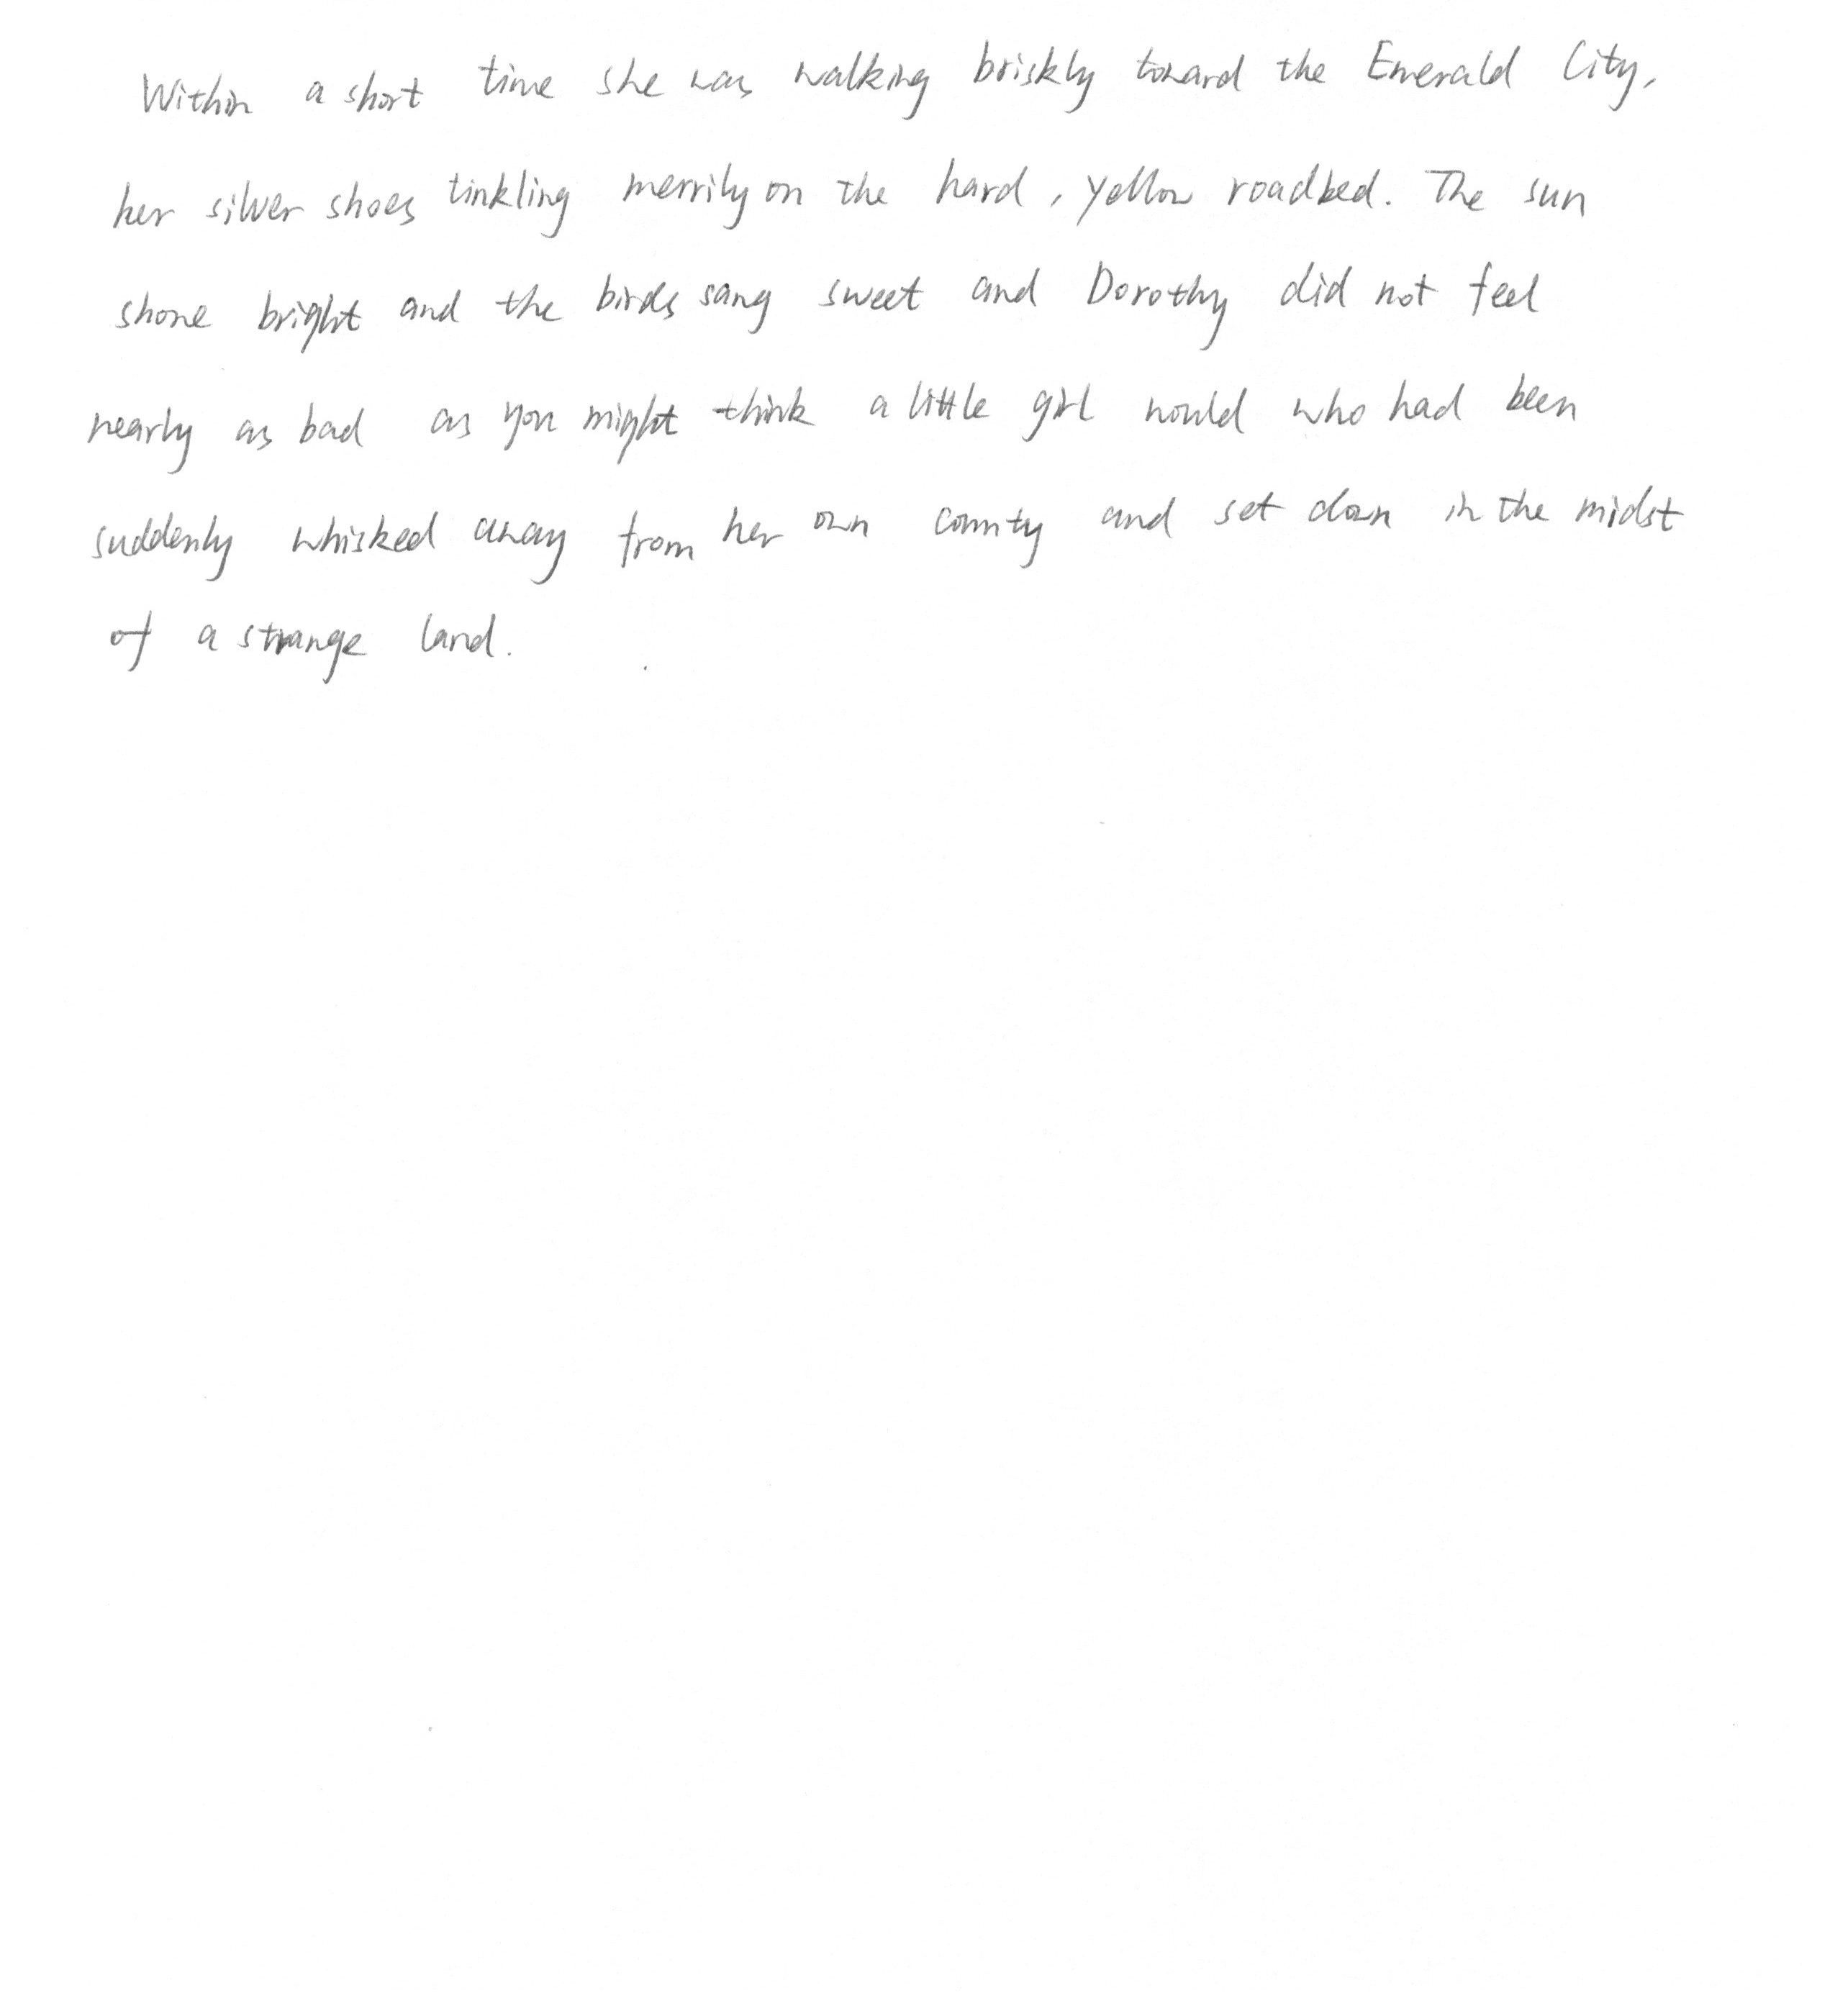 Within a short time she was walking briskly toward the Emerald City,
her silver shoes tinkling merrily on the hard, yellow roadbed. The sun
shone bright and the birds sang sweet and Dorothy did not feel
nearly as bad as you might think a little girl would who had been
suddenly whisked away from her own county and set down in the midst
of a strange land.